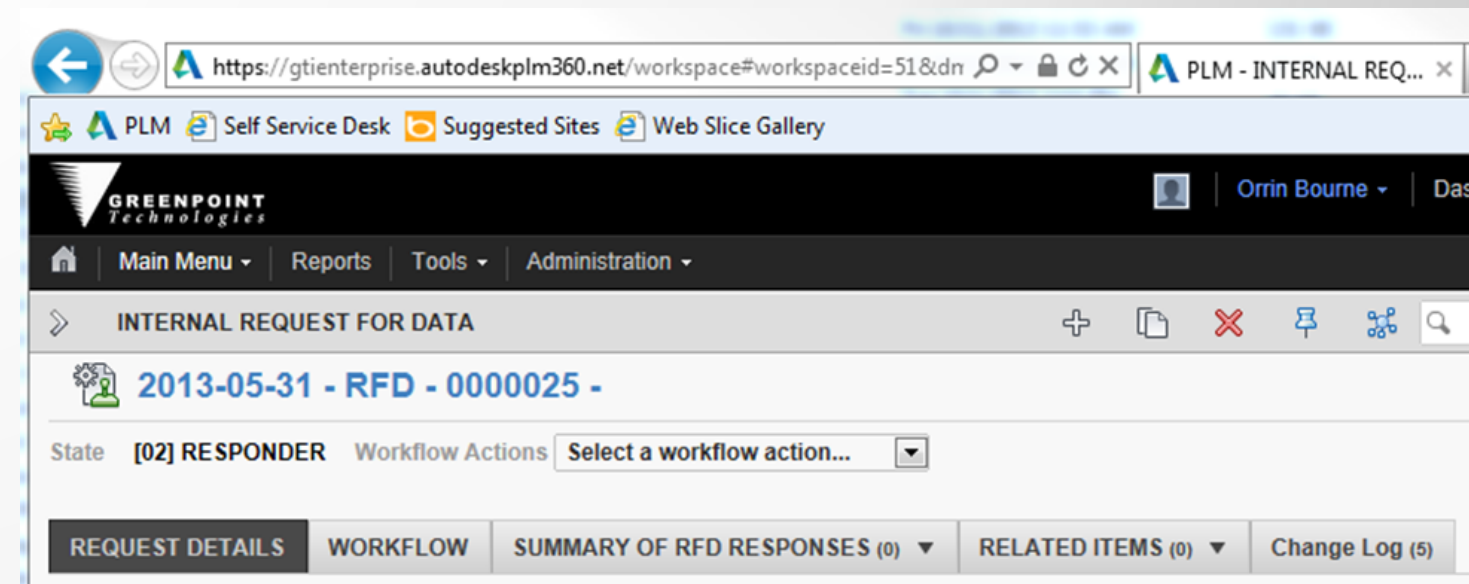 https://gtienterprise.autodeskplm360.net/workspace#workspaceid=51&dn PLM - INTERNAL REQ...
PLM Self Service Desk Suggested Sites Web Slice Gallery
GREENPOINT
Technologies
Orrin Bourne Das
Main Menu Reports Tools Administration
INTERNAL REQUEST FOR DATA
2013-05-31 - RFD - 0000025 -
State [02] RESPONDER Workflow Actions Select a workflow action...
REQUEST DETAILS WORKFLOW SUMMARY OF RFD RESPONSES (0) RELATED ITEMS (0) Change Log (5)